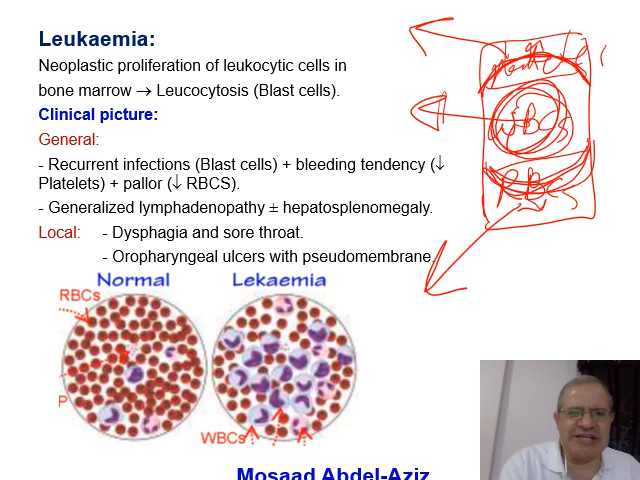 Leukaemia:
Neoplastic proliferation of leukocytic cells in
bone marrow → Leucocytosis (Blast cells).
Clinical picture:
General:
- Recurrent infections (Blast cells) + bleeding tendency (↓
Platelets) + pallor (↓ RBCS).
- Generalized lymphadenopathy ± hepatosplenomegaly.
Local: - Dysphagia and sore throat.
- Oropharyngeal ulcers with pseudomembrane.
Normal Lekaemia
RBCs
P
WBCs
WBCs
RBCs
Mosaad Abdel-Aziz